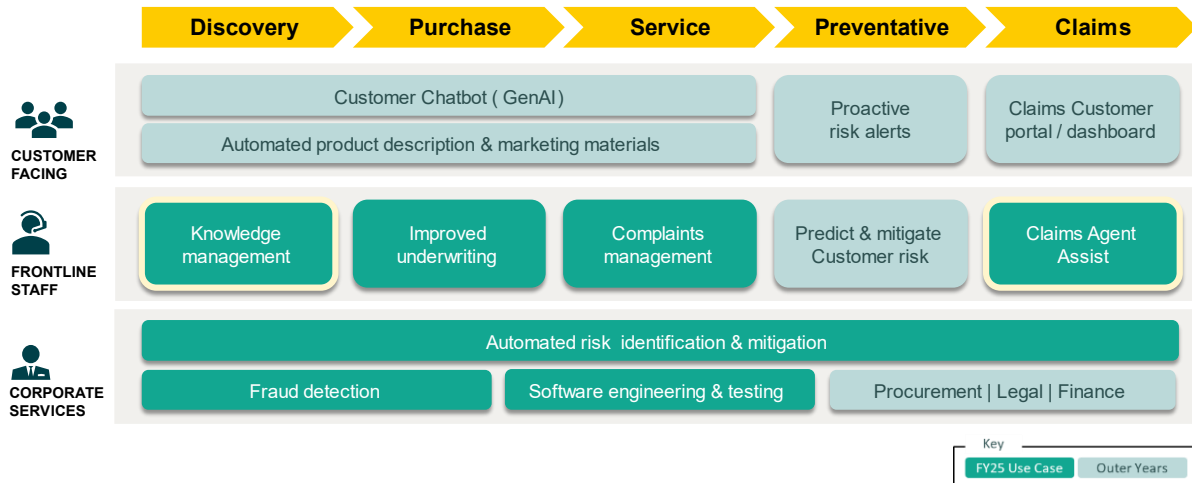 Discovery
Purchase
Service
Preventative
Claims
CUSTOMER
FACING
Customer Chatbot ( GenAI)
Automated product description & marketing materials
Proactive
risk alerts
Claims Customer
portal / dashboard
FRONTLINE
STAFF
Knowledge
management
Improved
underwriting
Complaints
management
Predict & mitigate
Customer risk
Claims Agent
Assist
CORPORATE
SERVICES
Automated risk identification & mitigation
Fraud detection
Software engineering & testing
Procurement | Legal | Finance
Key
FY25 Use Case
Outer Years